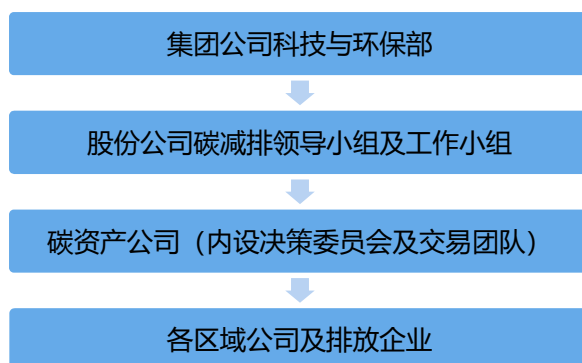 集团公司科技与环保部
股份公司碳减排领导小组及工作小组
碳资产公司（内设决策委员会及交易团队）
各区域公司及排放企业